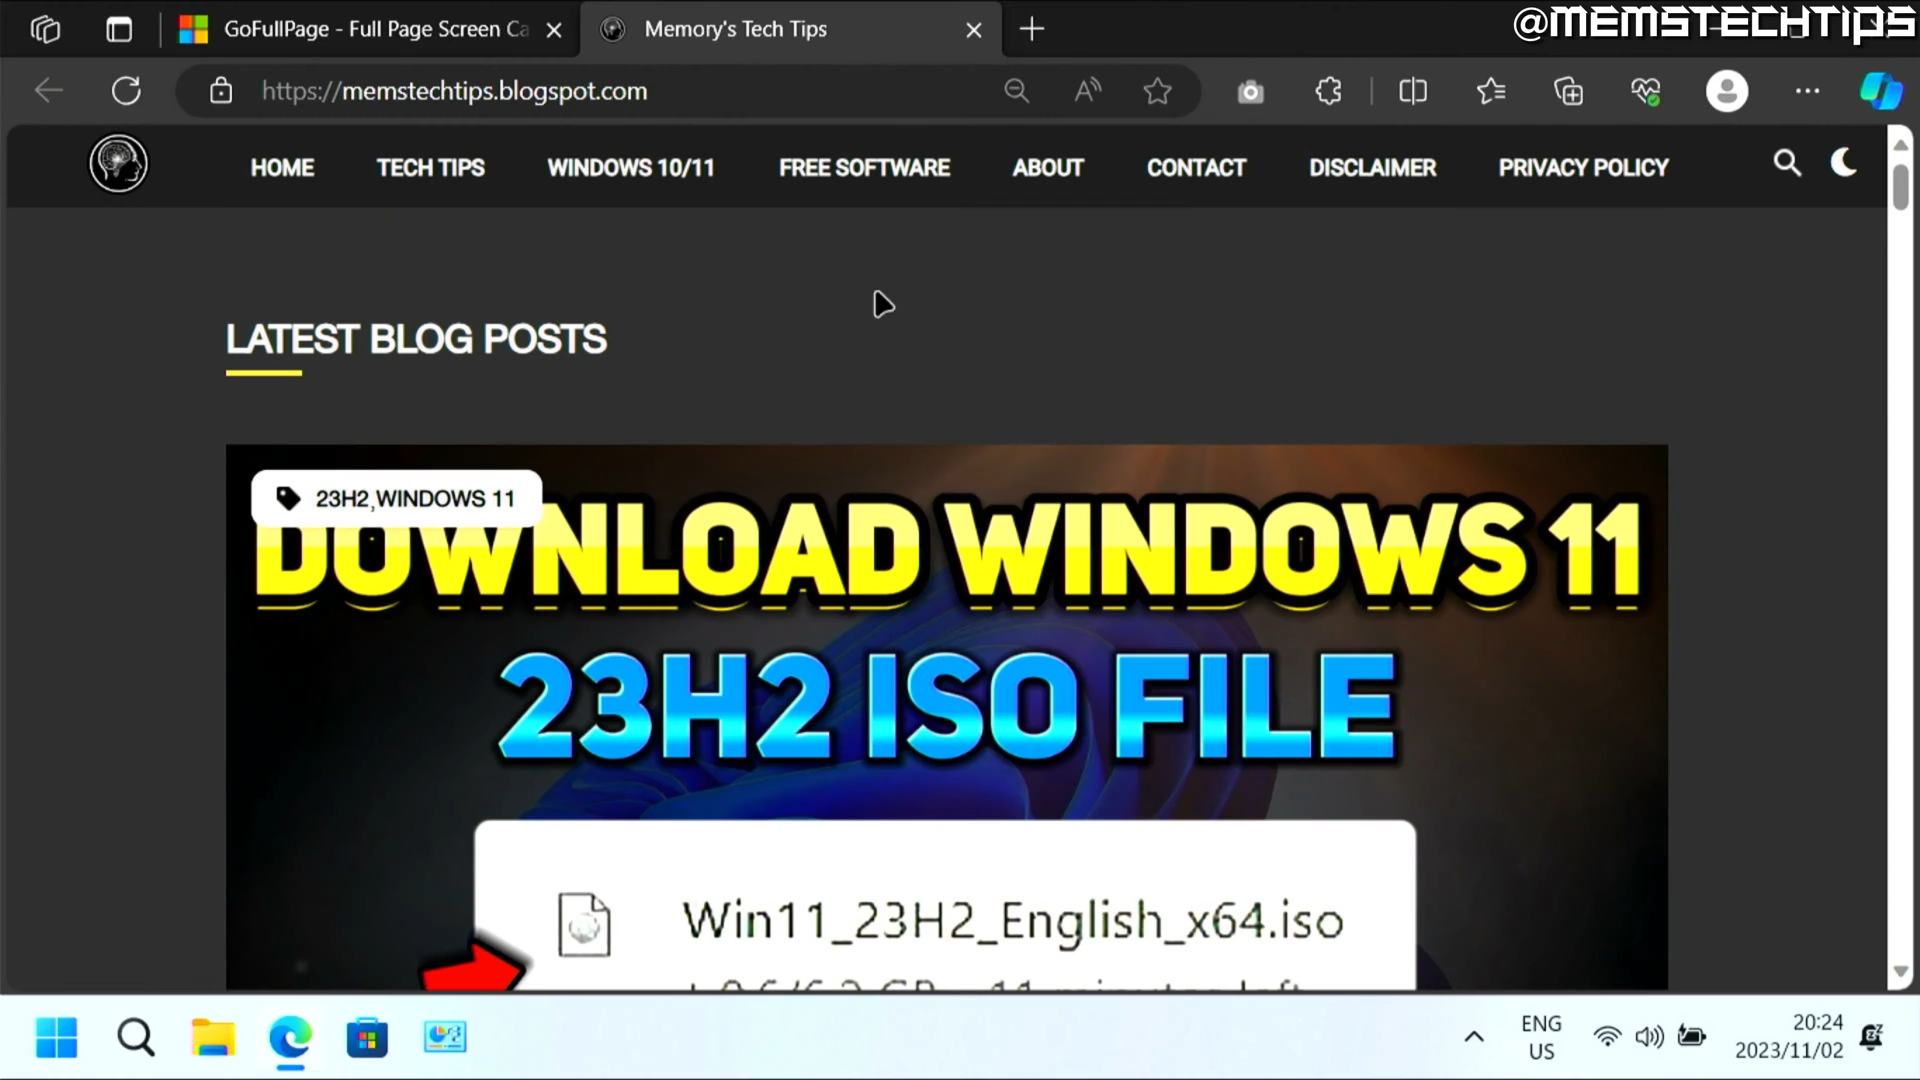 GoFullPage - Full Page Screen Ca
Memory's Tech Tips
@MEMSTECHTIPS
https://memstechtips.blogspot.com
HOME
TECH TIPS
WINDOWS 10/11
FREE SOFTWARE
ABOUT
CONTACT
DISCLAIMER
PRIVACY POLICY
LATEST BLOG POSTS
23H2,WINDOWS 11
DOWNLOAD WINDOWS 11
23H2 ISO FILE
Win11_23H2_English_x64.iso
ENG
US
20:24
2023/11/02